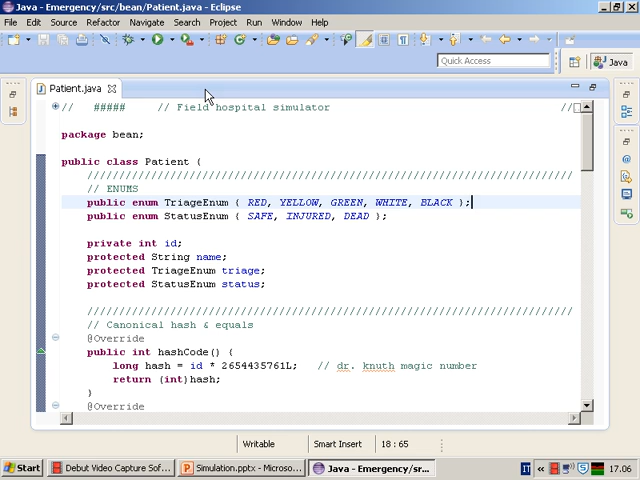 Java - Emergency/src/bean/Patient.java - Eclipse
File Edit Source Refactor Navigate Search Project Run Window Help
Quick Access
Java
Patient.java
// ##### // Field hospital simulator //
package bean;
public class Patient {
////////////////////////////////////////////////////////////////////////////
// ENUMS
public enum TriageEnum { RED, YELLOW, GREEN, WHITE, BLACK };
public enum StatusEnum { SAFE, INJURED, DEAD };
private int id;
protected String name;
protected TriageEnum triage;
protected StatusEnum status;
////////////////////////////////////////////////////////////////////////////
// Canonical hash & equals
@Override
public int hashCode() {
long hash = id * 2654435761L; // dr. knuth magic number
return (int)hash;
}
@Override
Writable Smart Insert 18 : 65
Start Debut Video Capture Sof... Simulation.pptx - Microso... Java - Emergency/sr... IT « 17.06